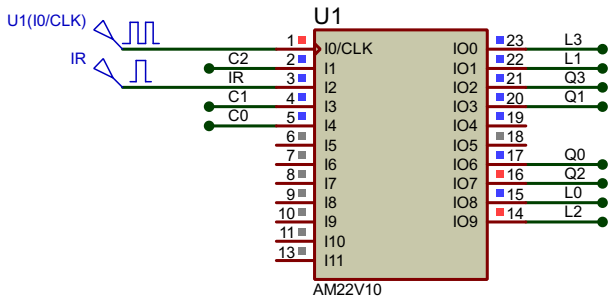 U1
U1(I0/CLK)
1 I0/CLK IO0 23 L3
IR C2 2 I1 IO1 22 L1
IR 3 I2 IO2 21 Q3
C1 4 I3 IO3 20 Q1
C0 5 I4 IO4 19
6 I5 IO5 18
7 I6 IO6 17 Q0
8 I7 IO7 16 Q2
9 I8 IO8 15 L0
10 I9 IO9 14 L2
11 I10
13 I11
AM22V10